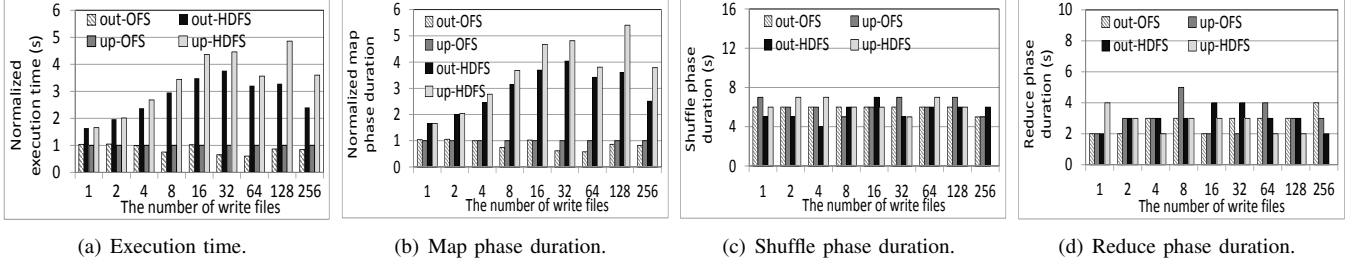 out-OFS
up-OFS
out-HDFS
up-HDFS
Normalized
execution time (s)
6
5
4
3
2
1
0
1 2 4 8 16 32 64 128 256
The number of write files
(a) Execution time.
out-OFS
up-OFS
out-HDFS
up-HDFS
Normalized map
phase duration
6
5
4
3
2
1
0
1 2 4 8 16 32 64 128 256
The number of write files
(b) Map phase duration.
out-OFS up-OFS
out-HDFS up-HDFS
Shuffle phase
duration (s)
16
12
8
4
0
1 2 4 8 16 32 64 128 256
The number of write files
(c) Shuffle phase duration.
out-OFS up-OFS
out-HDFS up-HDFS
Reduce phase
duration (s)
10
8
6
4
2
0
1 2 4 8 16 32 64 128 256
The number of write files
(d) Reduce phase duration.